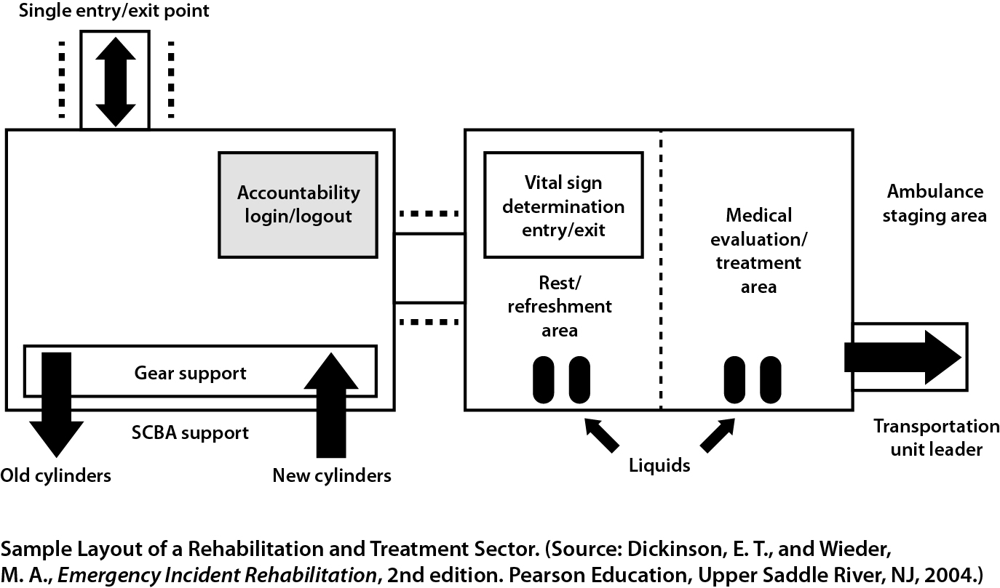 Single entry/exit point
Accountability
login/logout
Vital sign
determination
entry/exit
Rest/
refreshment
area
Medical
evaluation/
treatment
area
Ambulance
staging area
Gear support
SCBA support
Old cylinders
New cylinders
Liquids
Transportation
unit leader
Sample Layout of a Rehabilitation and Treatment Sector. (Source: Dickinson, E. T., and Wieder,
M. A., Emergency Incident Rehabilitation, 2nd edition. Pearson Education, Upper Saddle River, NJ, 2004.)